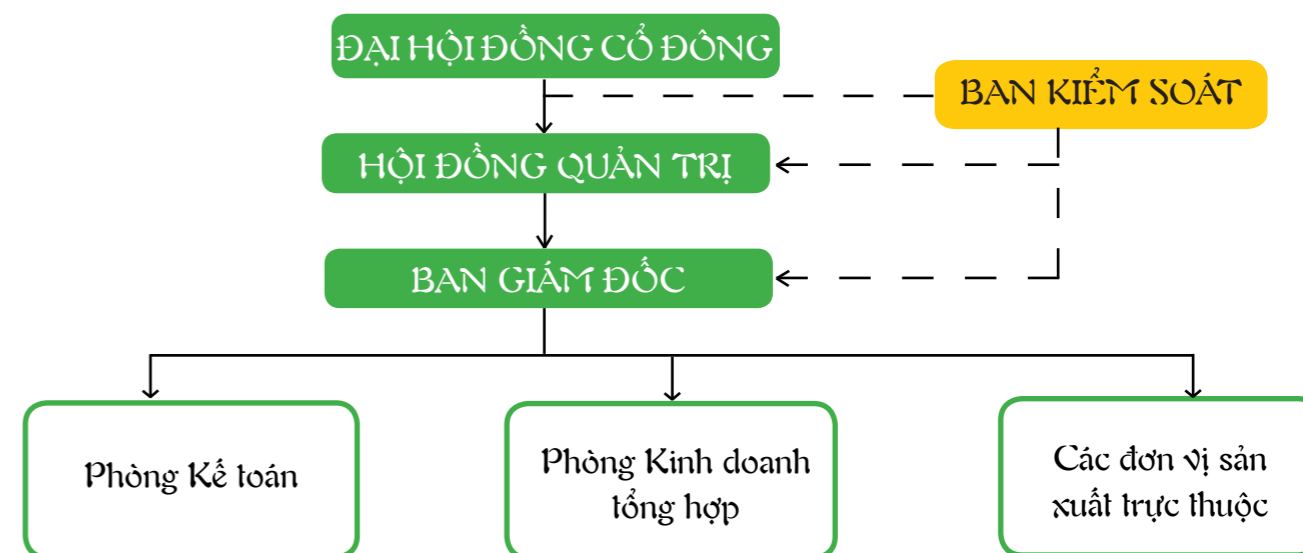 ĐẠI HỘI ĐỒNG CỔ ĐÔNG
BAN KIỂM SOÁT
HỘI ĐỒNG QUẢN TRỊ
BAN GIÁM ĐỐC
Phòng Kế toán
Phòng Kinh doanh
tổng hợp
Các đơn vị sản
xuất trực thuộc